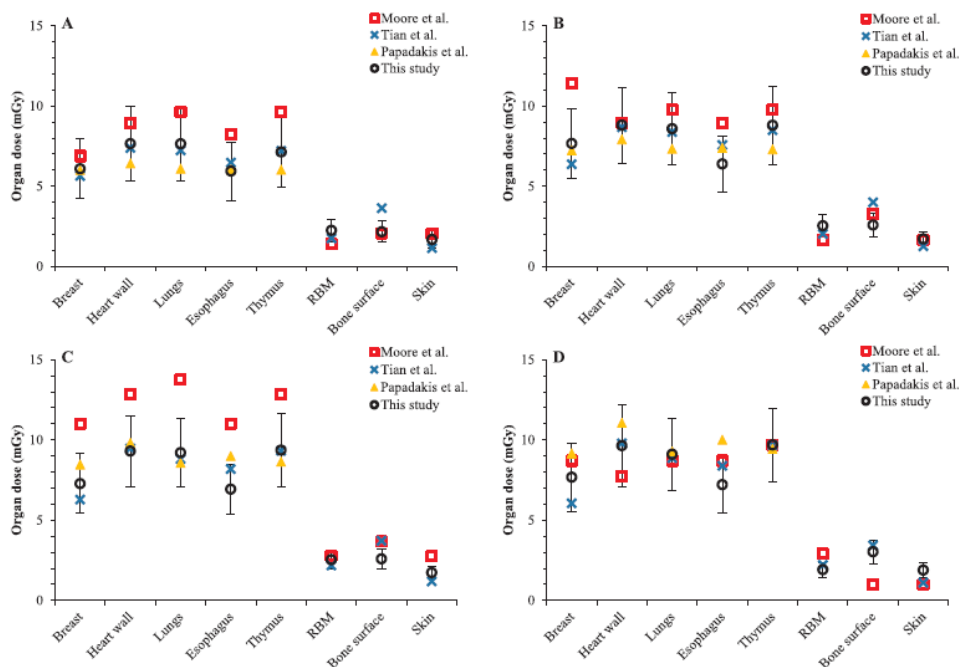 A
Moore et al.
Tian et al.
Papadakis et al.
This study
Organ dose (mGy)
15
10
5
0
Breast
Heart wall
Lungs
Esophagus
Thymus
RBM
Bone surface
Skin
B
Moore et al.
Tian et al.
Papadakis et al.
This study
Organ dose (mGy)
15
10
5
0
Breast
Heart wall
Lungs
Esophagus
Thymus
RBM
Bone surface
Skin
C
Moore et al.
Tian et al.
Papadakis et al.
This study
Organ dose (mGy)
15
10
5
0
Breast
Heart wall
Lungs
Esophagus
Thymus
RBM
Bone surface
Skin
D
Moore et al.
Tian et al.
Papadakis et al.
This study
Organ dose (mGy)
15
10
5
0
Breast
Heart wall
Lungs
Esophagus
Thymus
RBM
Bone surface
Skin